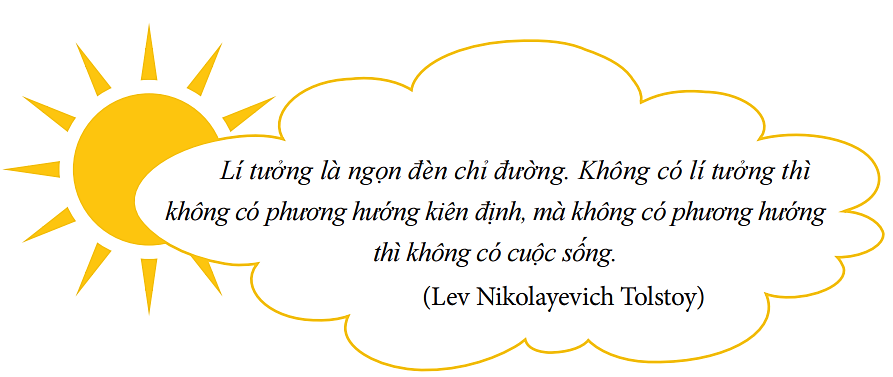 Lí tưởng là ngọn đèn chỉ đường. Không có lí tưởng thì
không có phương hướng kiên định, mà không có phương hướng
thì không có cuộc sống.
(Lev Nikolayevich Tolstoy)